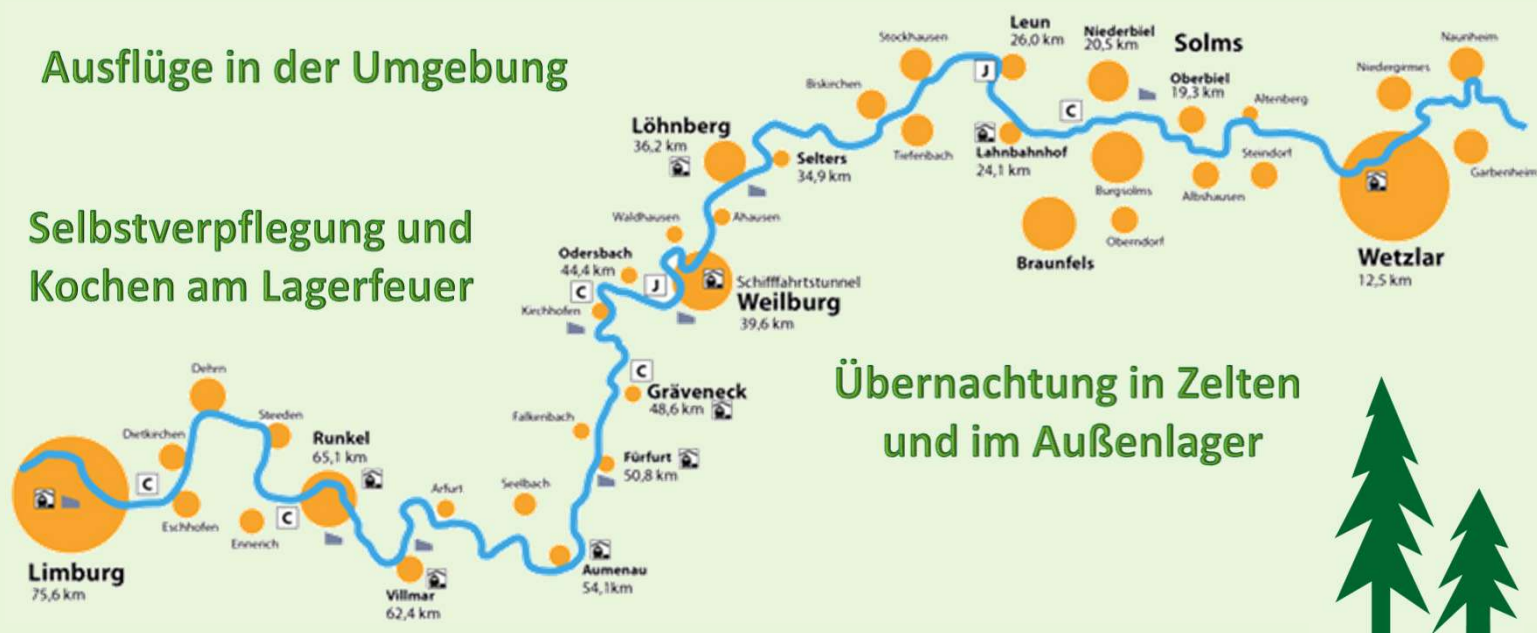 Ausflüge in der Umgebung
Selbstverpflegung und
Kochen am Lagerfeuer
Übernachtung in Zelten
und im Außenlager
Naunheim
Niedergirmes
Garbenheim
Wetzlar
12,5 km
Steindorf
Altenberg
Albshausen
Solms
Oberbiel
19,3 km
Niederbiel
20,5 km
Burgsolms
Oberndorf
Braunfels
C
Lahnbahnhof
24,1 km
Leun
26,0 km
J
Stockhausen
Tiefenbach
Biskirchen
Selters
34,9 km
Löhnberg
36,2 km
Ahausen
Waldhausen
Schifffahrtstunnel
Weilburg
39,6 km
J
Odersbach
44,4 km
C
Kirchhofen
C
Gräveneck
48,6 km
Falkenbach
Fürfurt
50,8 km
Aumenau
54,1km
Seelbach
Arfurt
Villmar
62,4 km
Runkel
65,1 km
C
Ennerich
Steeden
Dehrn
Dietkirchen
Eschhofen
C
Limburg
75,6 km